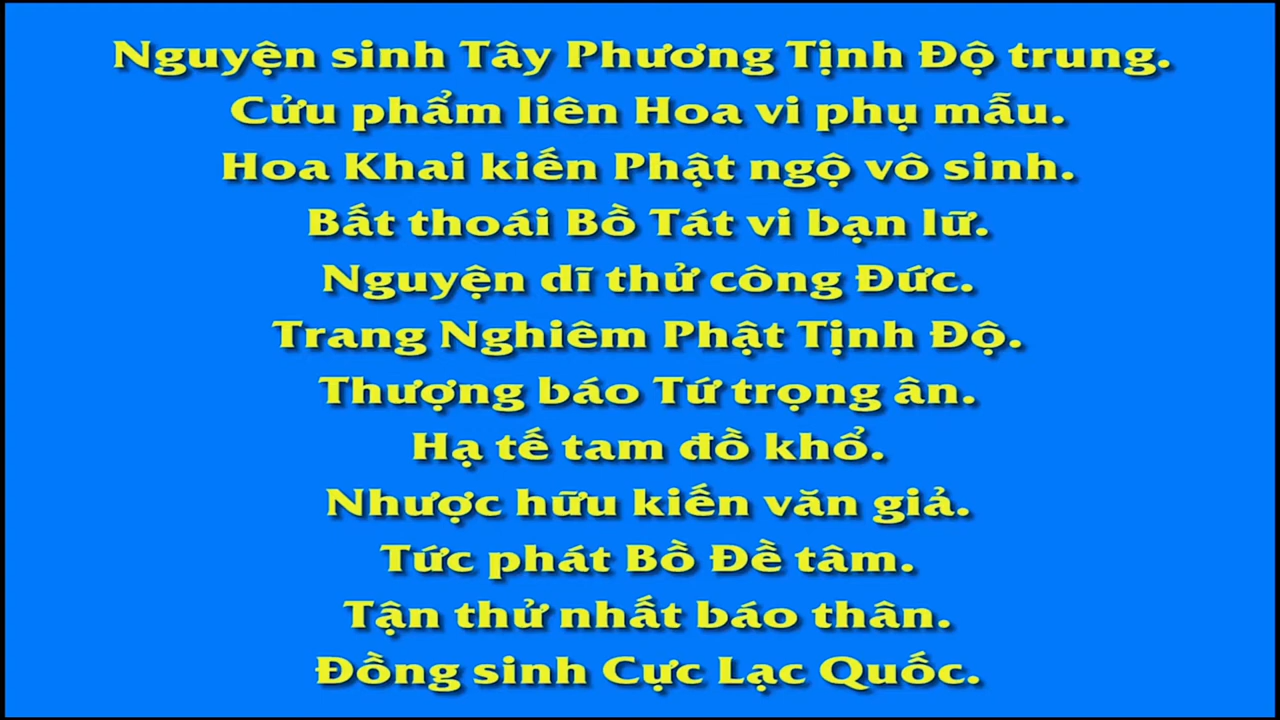 Nguyện sinh Tây Phương Tịnh Độ trung.
Cửu phẩm liên Hoa vi phụ mẫu.
Hoa Khai kiến Phật ngộ vô sinh.
Bất thoái Bồ Tát vi bạn lữ.
Nguyện dĩ thử công Đức.
Trang Nghiêm Phật Tịnh Độ.
Thượng báo Tứ trọng ân.
Hạ tế tam đồ khổ.
Nhược hữu kiến văn giả.
Tức phát Bồ Đề tâm.
Tận thử nhất báo thân.
Đồng sinh Cực Lạc Quốc.